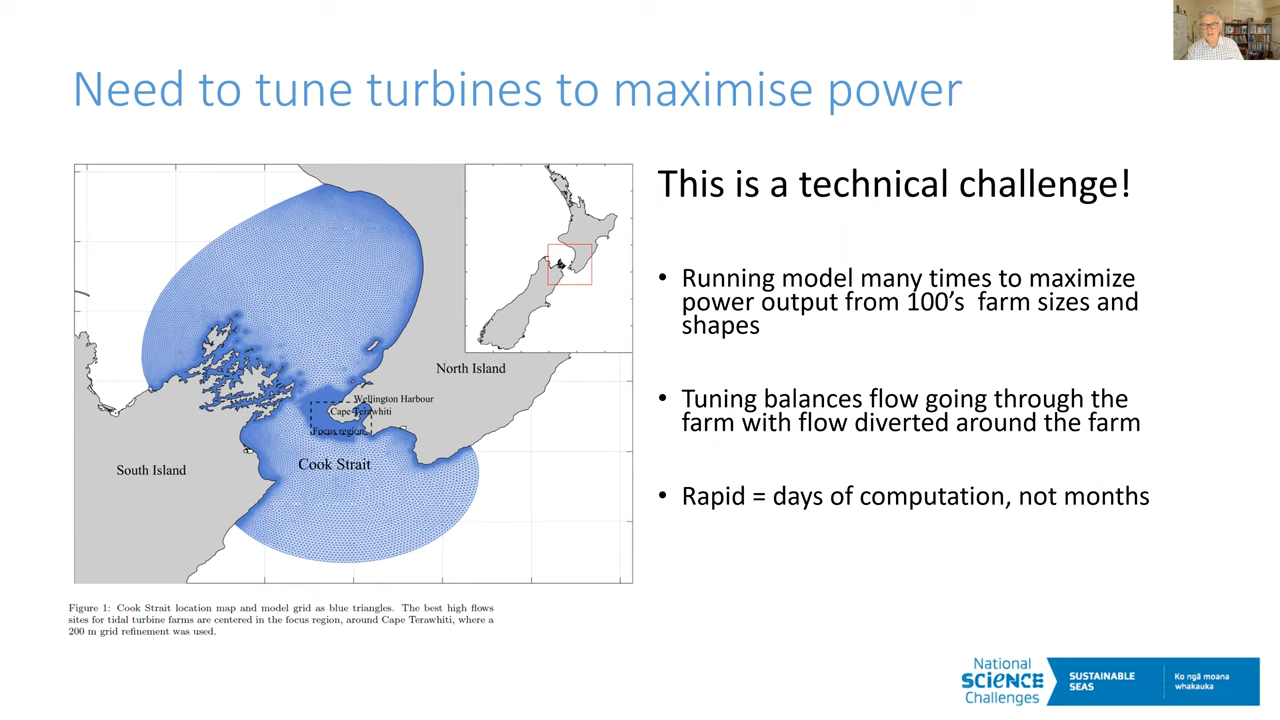 Need to tune turbines to maximise power
North Island
Wellington Harbour
Cape Terawhiti
Focus region
Cook Strait
South Island
Figure 1: Cook Strait location map and model grid as blue triangles. The best high flows
sites for tidal turbine farms are centered in the focus region, around Cape Terawhiti, where a
200 m grid refinement was used.
This is a technical challenge!
• Running model many times to maximize
power output from 100’s farm sizes and
shapes
• Tuning balances flow going through the
farm with flow diverted around the farm
• Rapid = days of computation, not months
National
SCIENCE
Challenges
SUSTAINABLE
SEAS
Ko ngā moana
whakauka